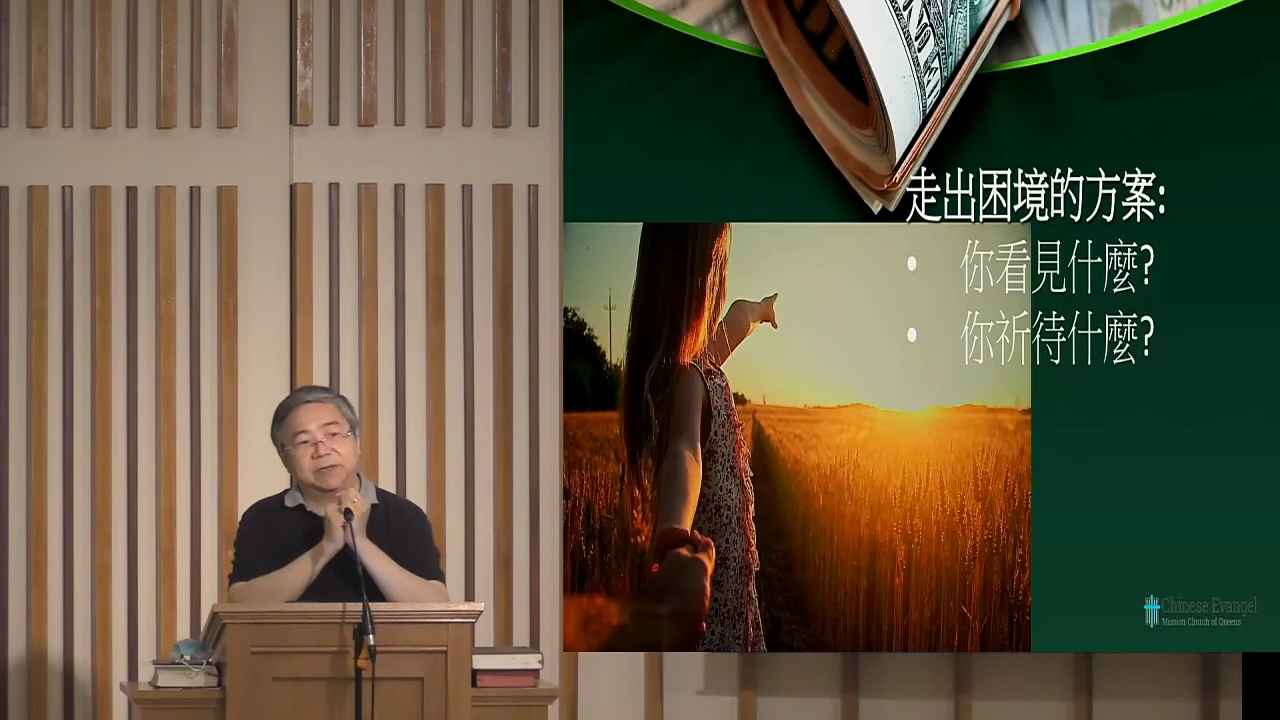 走出困境的方案:
• 你看見什麼?
• 你祈待什麼?
Chinese Evangel
Mission Church of Queens